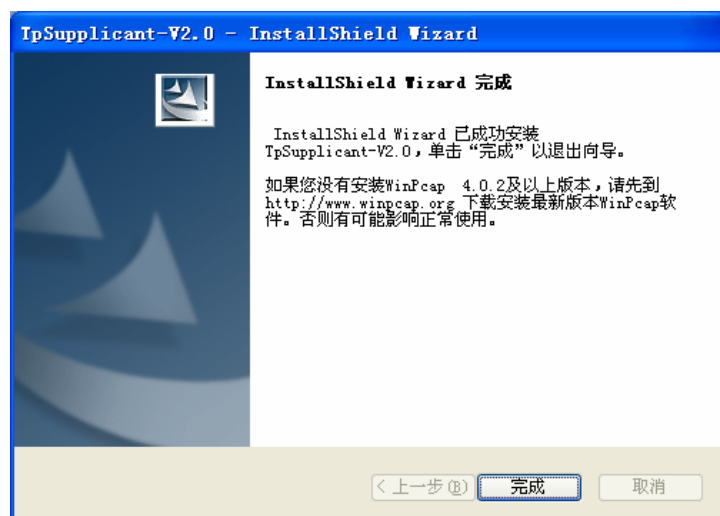 TpSupplicant-V2.0 - InstallShield Wizard
InstallShield Wizard 完成
InstallShield Wizard 已成功安装
TpSupplicant-V2.0，单击“完成”以退出向导。
如果您没有安装WinPcap 4.0.2及以上版本，请先到
http://www.winpcap.org 下载安装最新版本WinPcap软
件。否则有可能影响正常使用。
< 上一步(B) 完成 取消